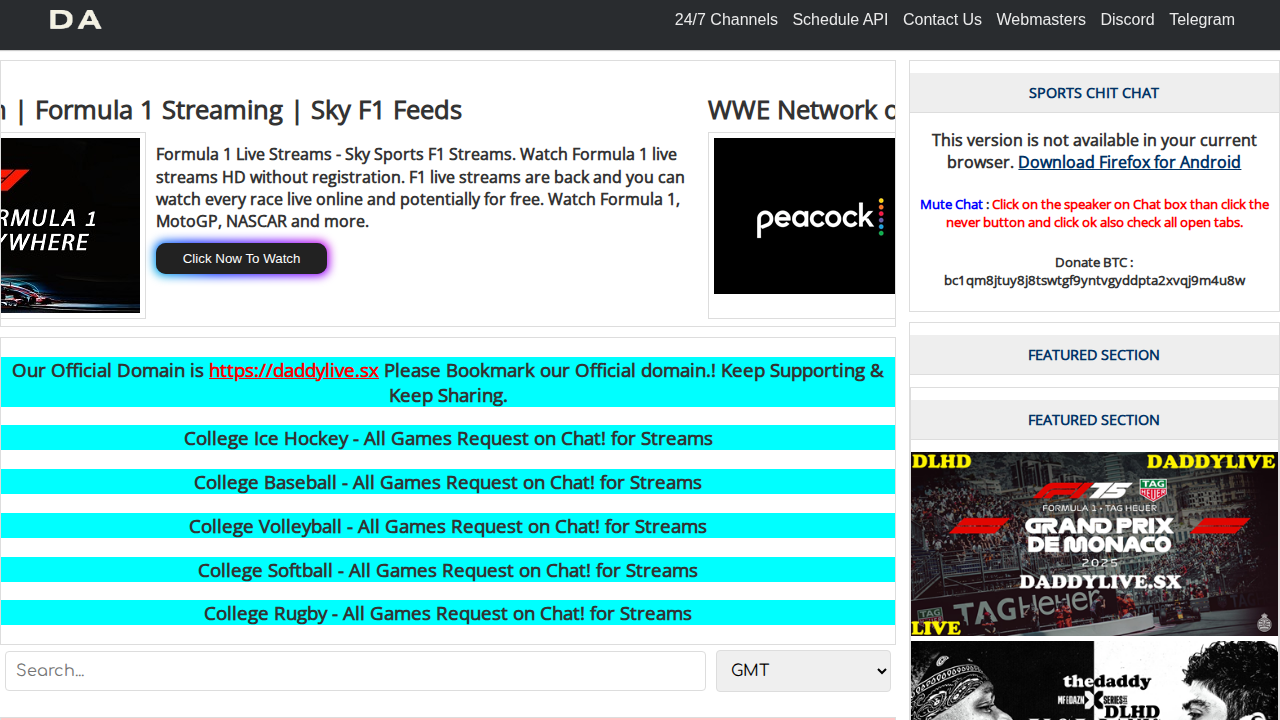 DA
24/7 Channels Schedule API Contact Us Webmasters Discord Telegram
| Formula 1 Streaming | Sky F1 Feeds
WWE Network
Formula 1 Live Streams - Sky Sports F1 Streams. Watch Formula 1 live
streams HD without registration. F1 live streams are back and you can
watch every race live online and potentially for free. Watch Formula 1,
MotoGP, NASCAR and more.
Click Now To Watch
RMULA 1
YWHERE
peacock
Our Official Domain is https://daddylive.sx Please Bookmark our Official domain.! Keep Supporting &
Keep Sharing.
College Ice Hockey - All Games Request on Chat! for Streams
College Baseball - All Games Request on Chat! for Streams
College Volleyball - All Games Request on Chat! for Streams
College Softball - All Games Request on Chat! for Streams
College Rugby - All Games Request on Chat! for Streams
Search...
GMT
SPORTS CHIT CHAT
This version is not available in your current
browser. Download Firefox for Android
Mute Chat : Click on the speaker on Chat box than click the
never button and click ok also check all open tabs.
Donate BTC :
bc1qm8jtuy8j8tswtgf9yntvgyddpta2xvqj9m4u8w
FEATURED SECTION
FEATURED SECTION
DLHD DADDYLIVE
F1 75 TAG HEUER
FORMULA 1 · TAG HEUER
GRAND PRIX
DE MONACO
2025
DADDYLIVE.SX
TAGHeuer
LIVE
thedaddy
MF|DAZN X SERIES
DLHD